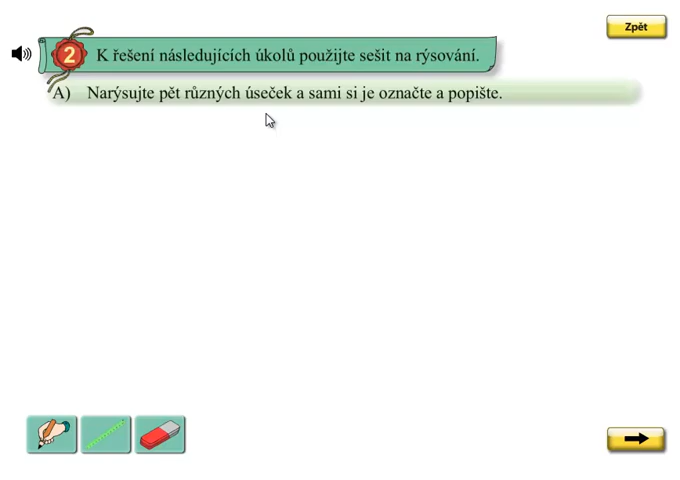 Zpět
2 K řešení následujících úkolů použijte sešit na rýsování.
A) Narýsujte pět různých úseček a sami si je označte a popište.